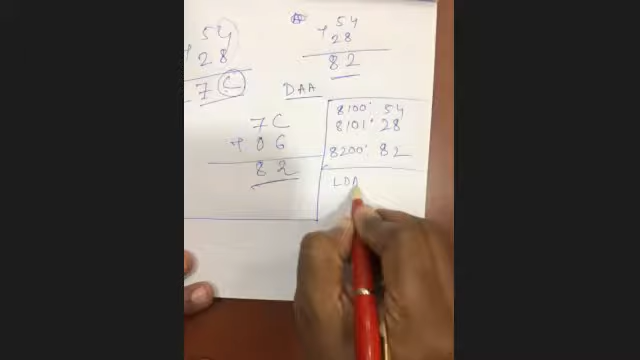 54
+ 28
7C
54
+ 28
82
DAA
7C
+ 06
82
8100: 54
8101: 28
8200: 82
LDA